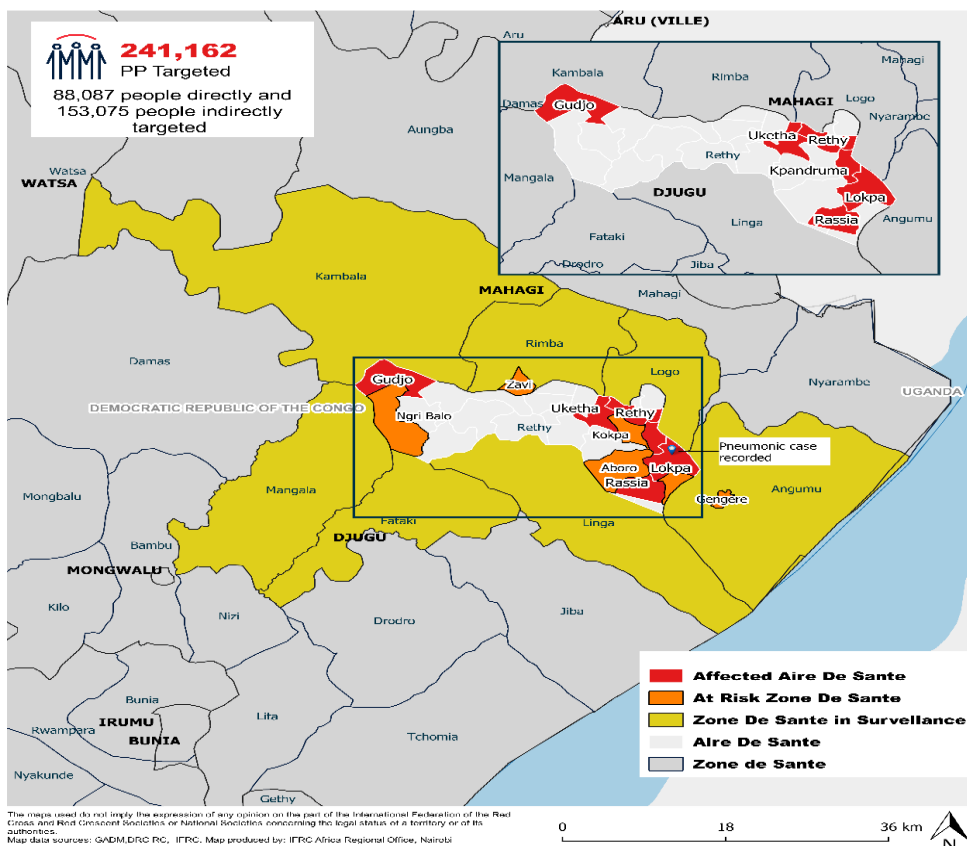 241,162
PP Targeted
88,087 people directly and
153,075 people indirectly
targeted
ARU (VILLE)
Aru
Aungba
Watsa
WATSA
Kambala
Mahagi
Rimba
Damas
Gudjo
MAHAGI
Logo
Nyarambe
Uketha
Rethy
Rethy
Kpandruma
Mangala
DJUGU
Lokpa
Rassia
Angumu
Linga
Fataki
Drodro
Jiba
Kambala
MAHAGI
Mahagi
Rimba
Damas
Logo
Nyarambe
UGANDA
Gudjo
Zavi
DEMOCRATIC REPUBLIC OF THE CONGO
Ngri Balo
Uketha
Rethy
Rethy
Kokpa
Pneumonic case
recorded
Aboro
Lokpa
Rassia
Mangala
Gengere
Angumu
Mongbalu
Fataki
Linga
DJUGU
Bambu
MONGWALU
Kilo
Nizi
Drodro
Jiba
Bunia
IRUMU
BUNIA
Rwampara
Lita
Tchomia
Nyakunde
Gethy
Affected Aire De Sante
At Risk Zone De Sante
Zone De Sante in Survellance
Aire De Sante
Zone de Sante
The maps used do not imply the expression of any opinion on the part of the International Federation of the Red
Cross and Red Crescent Societies or National Societies concerning the legal status of a territory or of its
authorities.
Map data sources: GADM,DRC RC, IFRC. Map produced by: IFRC Africa Regional Office, Nairobi
0 18 36 km
N